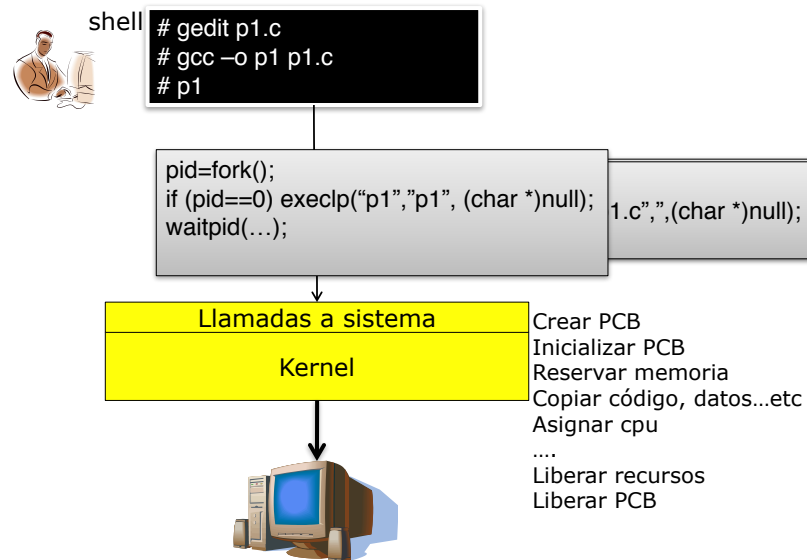 shell
# gedit p1.c
# gcc –o p1 p1.c
# p1
pid=fork();
if (pid==0) execlp(“p1”,”p1”, (char *)null);
waitpid(…);
1.c”,”,(char *)null);
Llamadas a sistema
Kernel
Crear PCB
Inicializar PCB
Reservar memoria
Copiar código, datos…etc
Asignar cpu
….
Liberar recursos
Liberar PCB